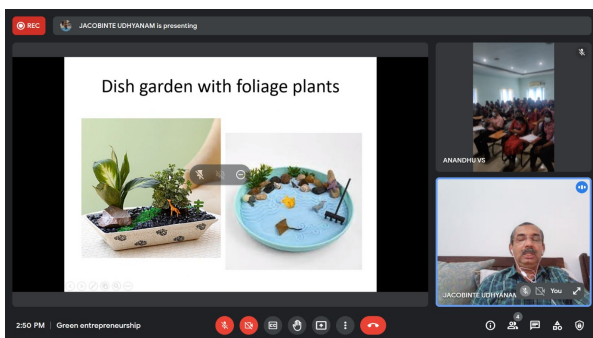 REC
JACOBINTE UDHYANAM is presenting
Dish garden with foliage plants
ANANDHU VS
JACOBINTE UDHYANAM
You
4
2:50 PM | Green entrepreneurship